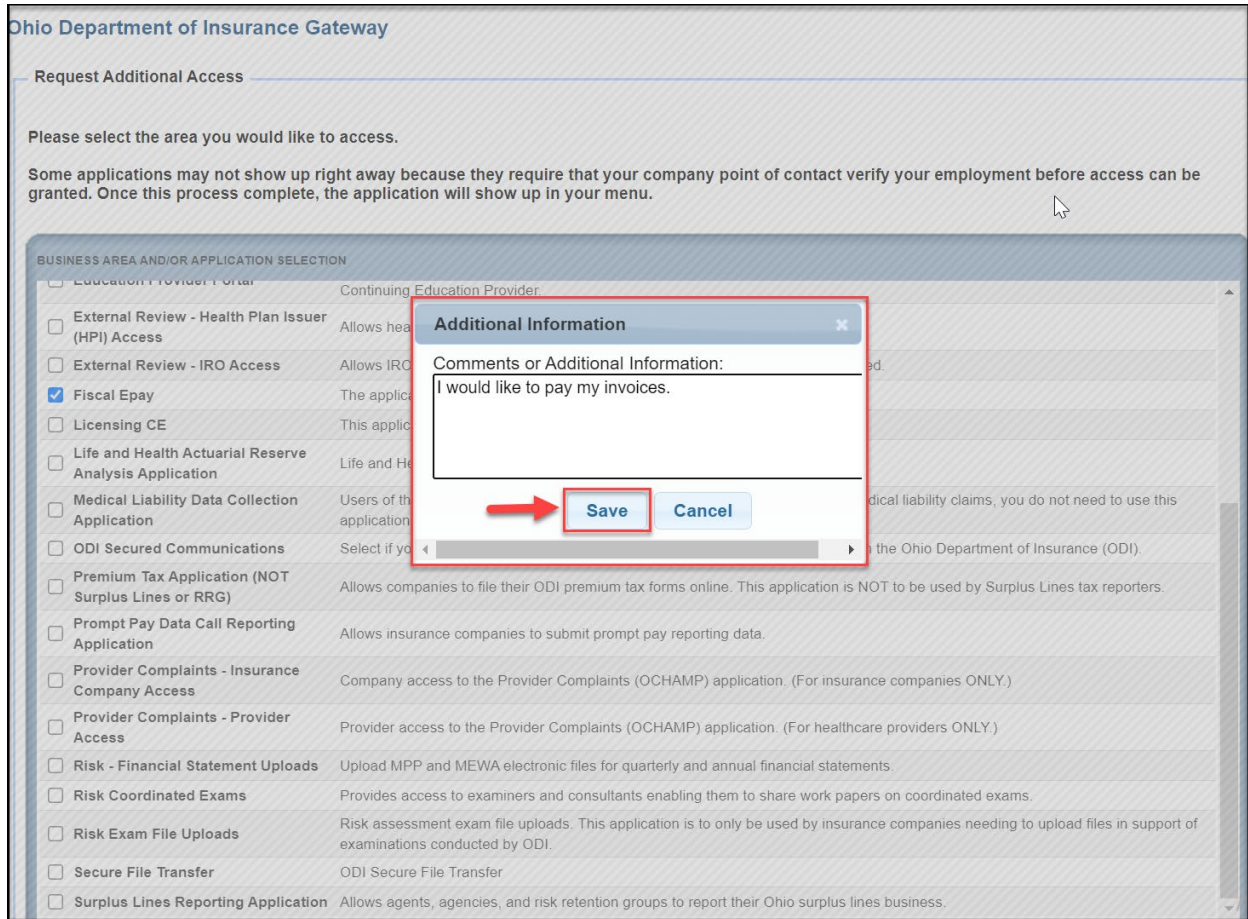 Ohio Department of Insurance Gateway
Request Additional Access
Please select the area you would like to access.
Some applications may not show up right away because they require that your company point of contact verify your employment before access can be
granted. Once this process complete, the application will show up in your menu.
BUSINESS AREA AND/OR APPLICATION SELECTION
Education Provider Portal
Continuing Education Provider.
External Review - Health Plan Issuer
(HPI) Access
Allows hea
External Review - IRO Access
Allows IRO
ed.
Fiscal Epay
The applica
Licensing CE
This applic
Life and Health Actuarial Reserve
Analysis Application
Life and He
Medical Liability Data Collection
Application
Users of th
dical liability claims, you do not need to use this
application
ODI Secured Communications
Select if yo
the Ohio Department of Insurance (ODI).
Premium Tax Application (NOT
Surplus Lines or RRG)
Allows companies to file their ODI premium tax forms online. This application is NOT to be used by Surplus Lines tax reporters.
Prompt Pay Data Call Reporting
Application
Allows insurance companies to submit prompt pay reporting data.
Provider Complaints - Insurance
Company Access
Company access to the Provider Complaints (OCHAMP) application. (For insurance companies ONLY.)
Provider Complaints - Provider
Access
Provider access to the Provider Complaints (OCHAMP) application. (For healthcare providers ONLY.)
Risk - Financial Statement Uploads
Upload MPP and MEWA electronic files for quarterly and annual financial statements.
Risk Coordinated Exams
Provides access to examiners and consultants enabling them to share work papers on coordinated exams.
Risk Exam File Uploads
Risk assessment exam file uploads. This application is to only be used by insurance companies needing to upload files in support of
examinations conducted by ODI.
Secure File Transfer
ODI Secure File Transfer
Surplus Lines Reporting Application
Allows agents, agencies, and risk retention groups to report their Ohio surplus lines business.
Additional Information
Comments or Additional Information:
I would like to pay my invoices.
Save
Cancel